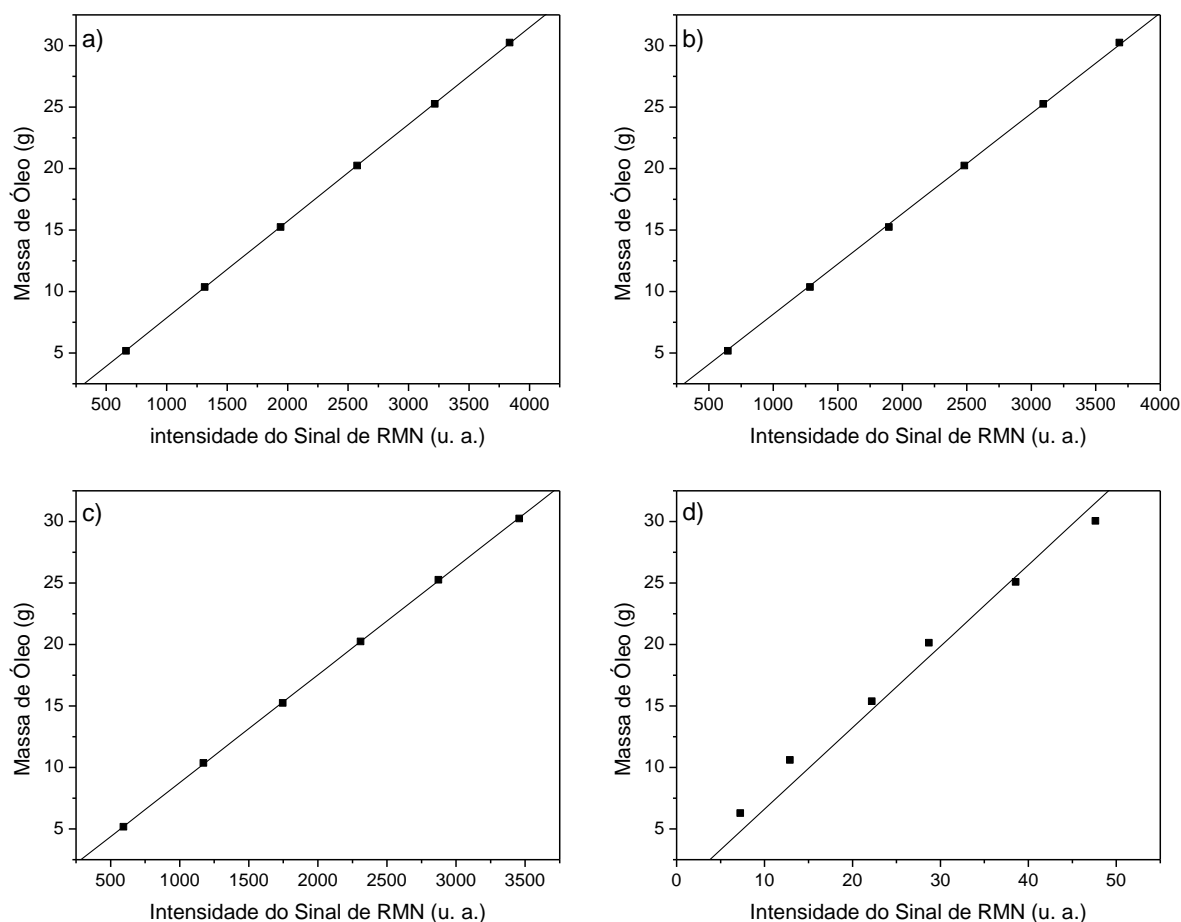 a)
30
25
20
15
10
5
Massa de Óleo (g)
500 1000 1500 2000 2500 3000 3500 4000
intensidade do Sinal de RMN (u. a.)
b)
30
25
20
15
10
5
Massa de Óleo (g)
500 1000 1500 2000 2500 3000 3500 4000
Intensidade do Sinal de RMN (u. a.)
c)
30
25
20
15
10
5
Massa de Óleo (g)
500 1000 1500 2000 2500 3000 3500
Intensidade do Sinal de RMN (u. a.)
d)
30
25
20
15
10
5
Massa de Óleo (g)
0 10 20 30 40 50
Intensidade do Sinal de RMN (u. a.)